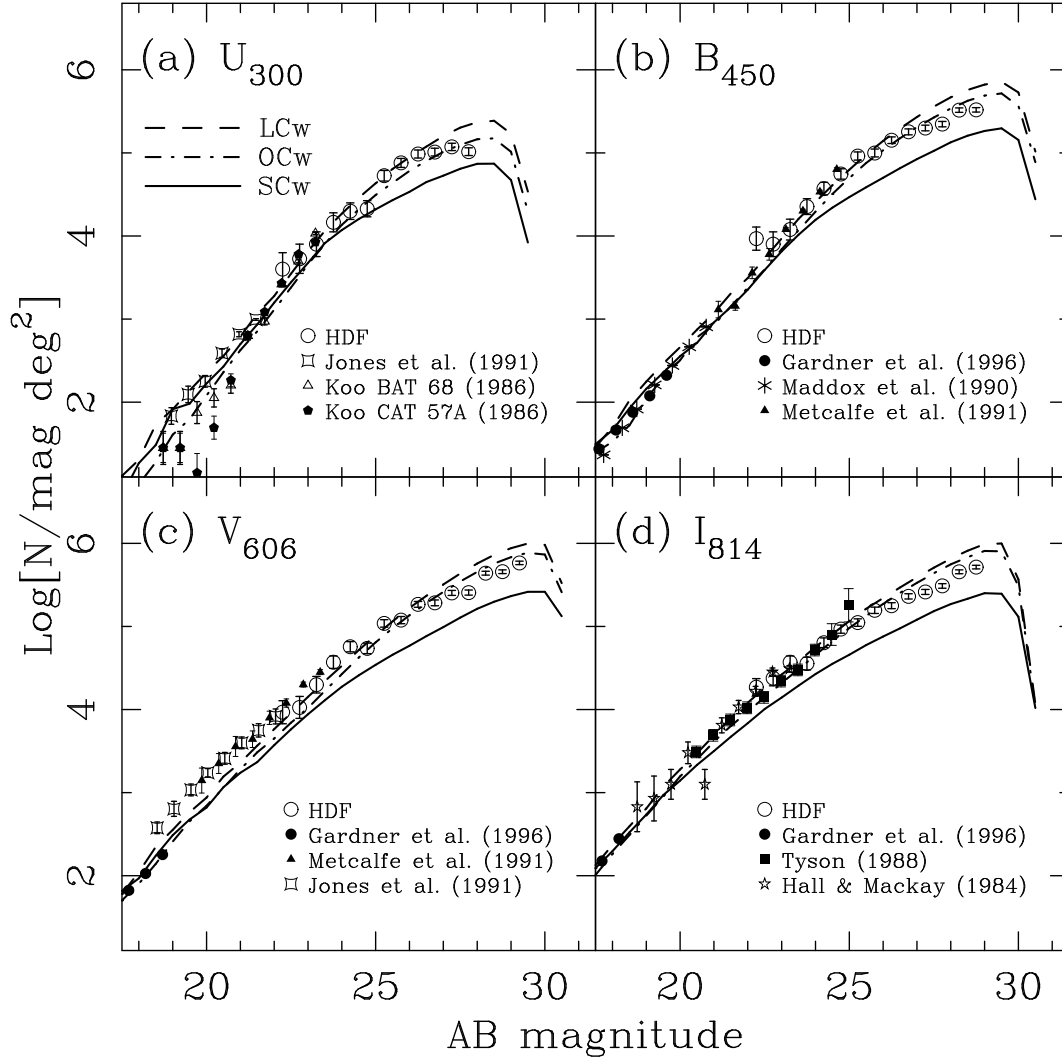 (a) U300
LCw
OCw
SCw
HDF
Jones et al. (1991)
Koo BAT 68 (1986)
Koo CAT 57A (1986)
(b) B450
HDF
Gardner et al. (1996)
Maddox et al. (1990)
Metcalfe et al. (1991)
(c) V606
HDF
Gardner et al. (1996)
Metcalfe et al. (1991)
Jones et al. (1991)
(d) I814
HDF
Gardner et al. (1996)
Tyson (1988)
Hall & Mackay (1984)
6
4
2
6
4
2
Log[N/mag deg2]
20 25 30 20 25 30
AB magnitude